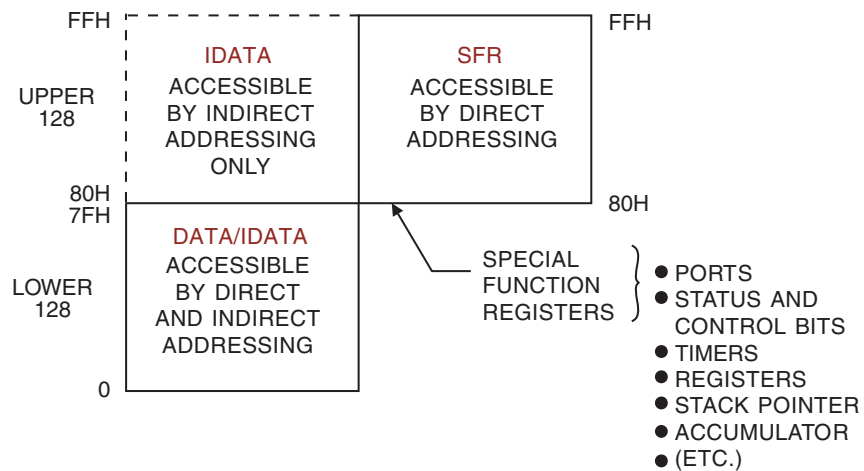 FFH
UPPER
128
80H
7FH
LOWER
128
0
IDATA
ACCESSIBLE
BY INDIRECT
ADDRESSING
ONLY
SFR
ACCESSIBLE
BY DIRECT
ADDRESSING
FFH
80H
DATA/IDATA
ACCESSIBLE
BY DIRECT
AND INDIRECT
ADDRESSING
SPECIAL
FUNCTION
REGISTERS
● PORTS
● STATUS AND
CONTROL BITS
● TIMERS
● REGISTERS
● STACK POINTER
● ACCUMULATOR
● (ETC.)